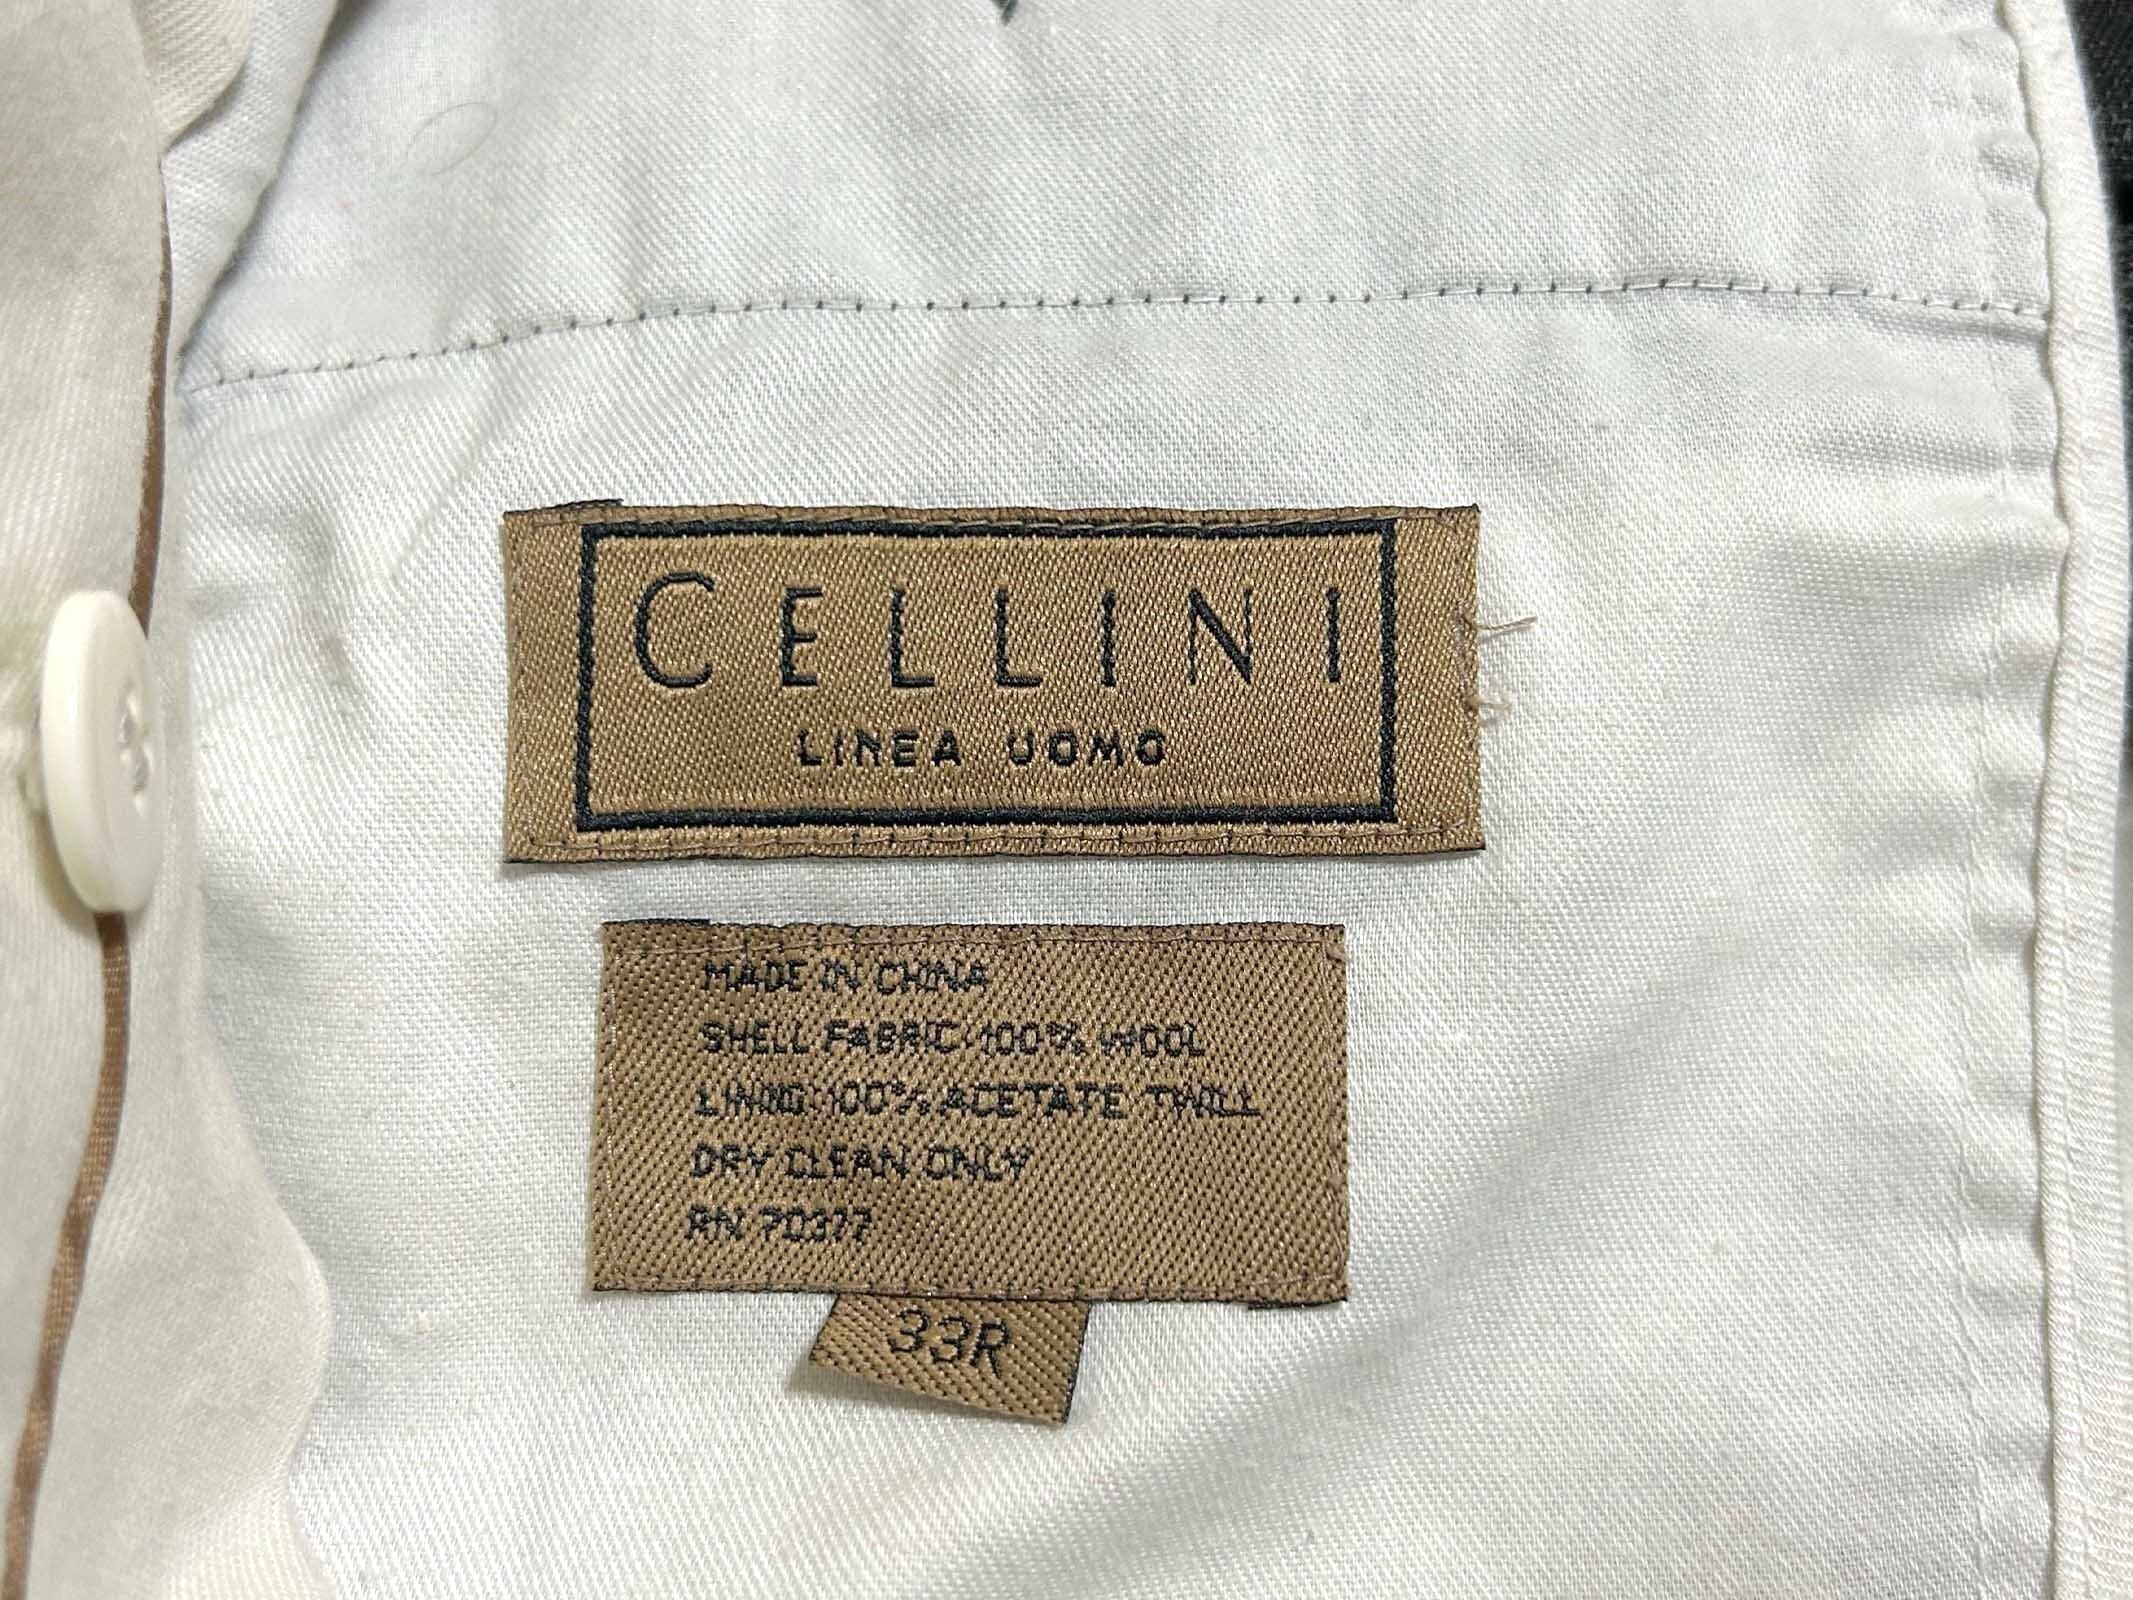 CELLINI
LINEA UOMO
MADE IN CHINA
SHELL FABRIC:100% WOOL
LINING:100% ACETATE TWILL
DRY CLEAN ONLY
RN 70377
33R